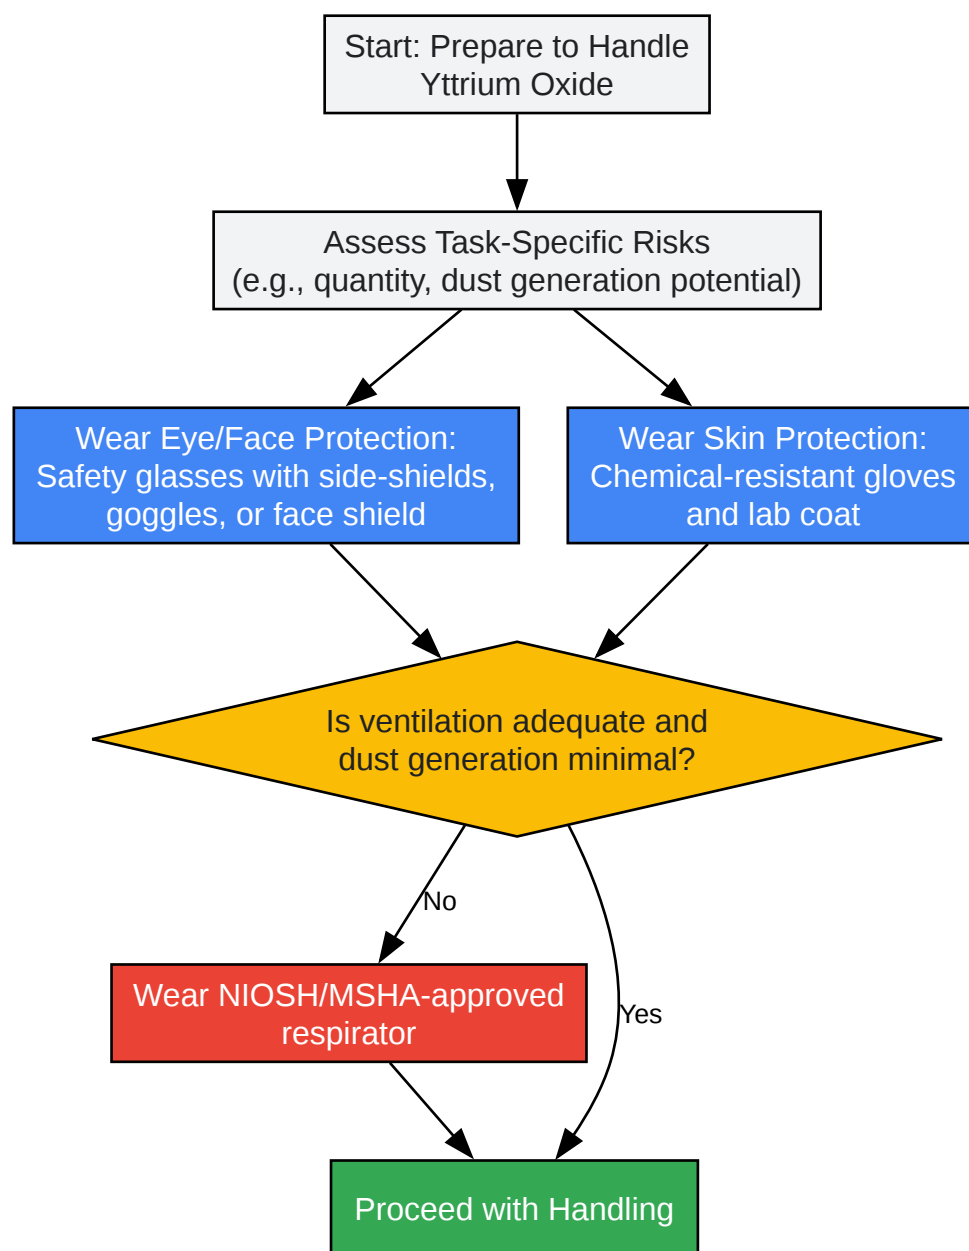 Start: Prepare to Handle
Yttrium Oxide
Assess Task-Specific Risks
(e.g., quantity, dust generation potential)
Wear Eye/Face Protection:
Safety glasses with side-shields,
goggles, or face shield
Wear Skin Protection:
Chemical-resistant gloves
and lab coat
Is ventilation adequate and
dust generation minimal?
No
Wear NIOSH/MSHA-approved
respirator
Yes
Proceed with Handling